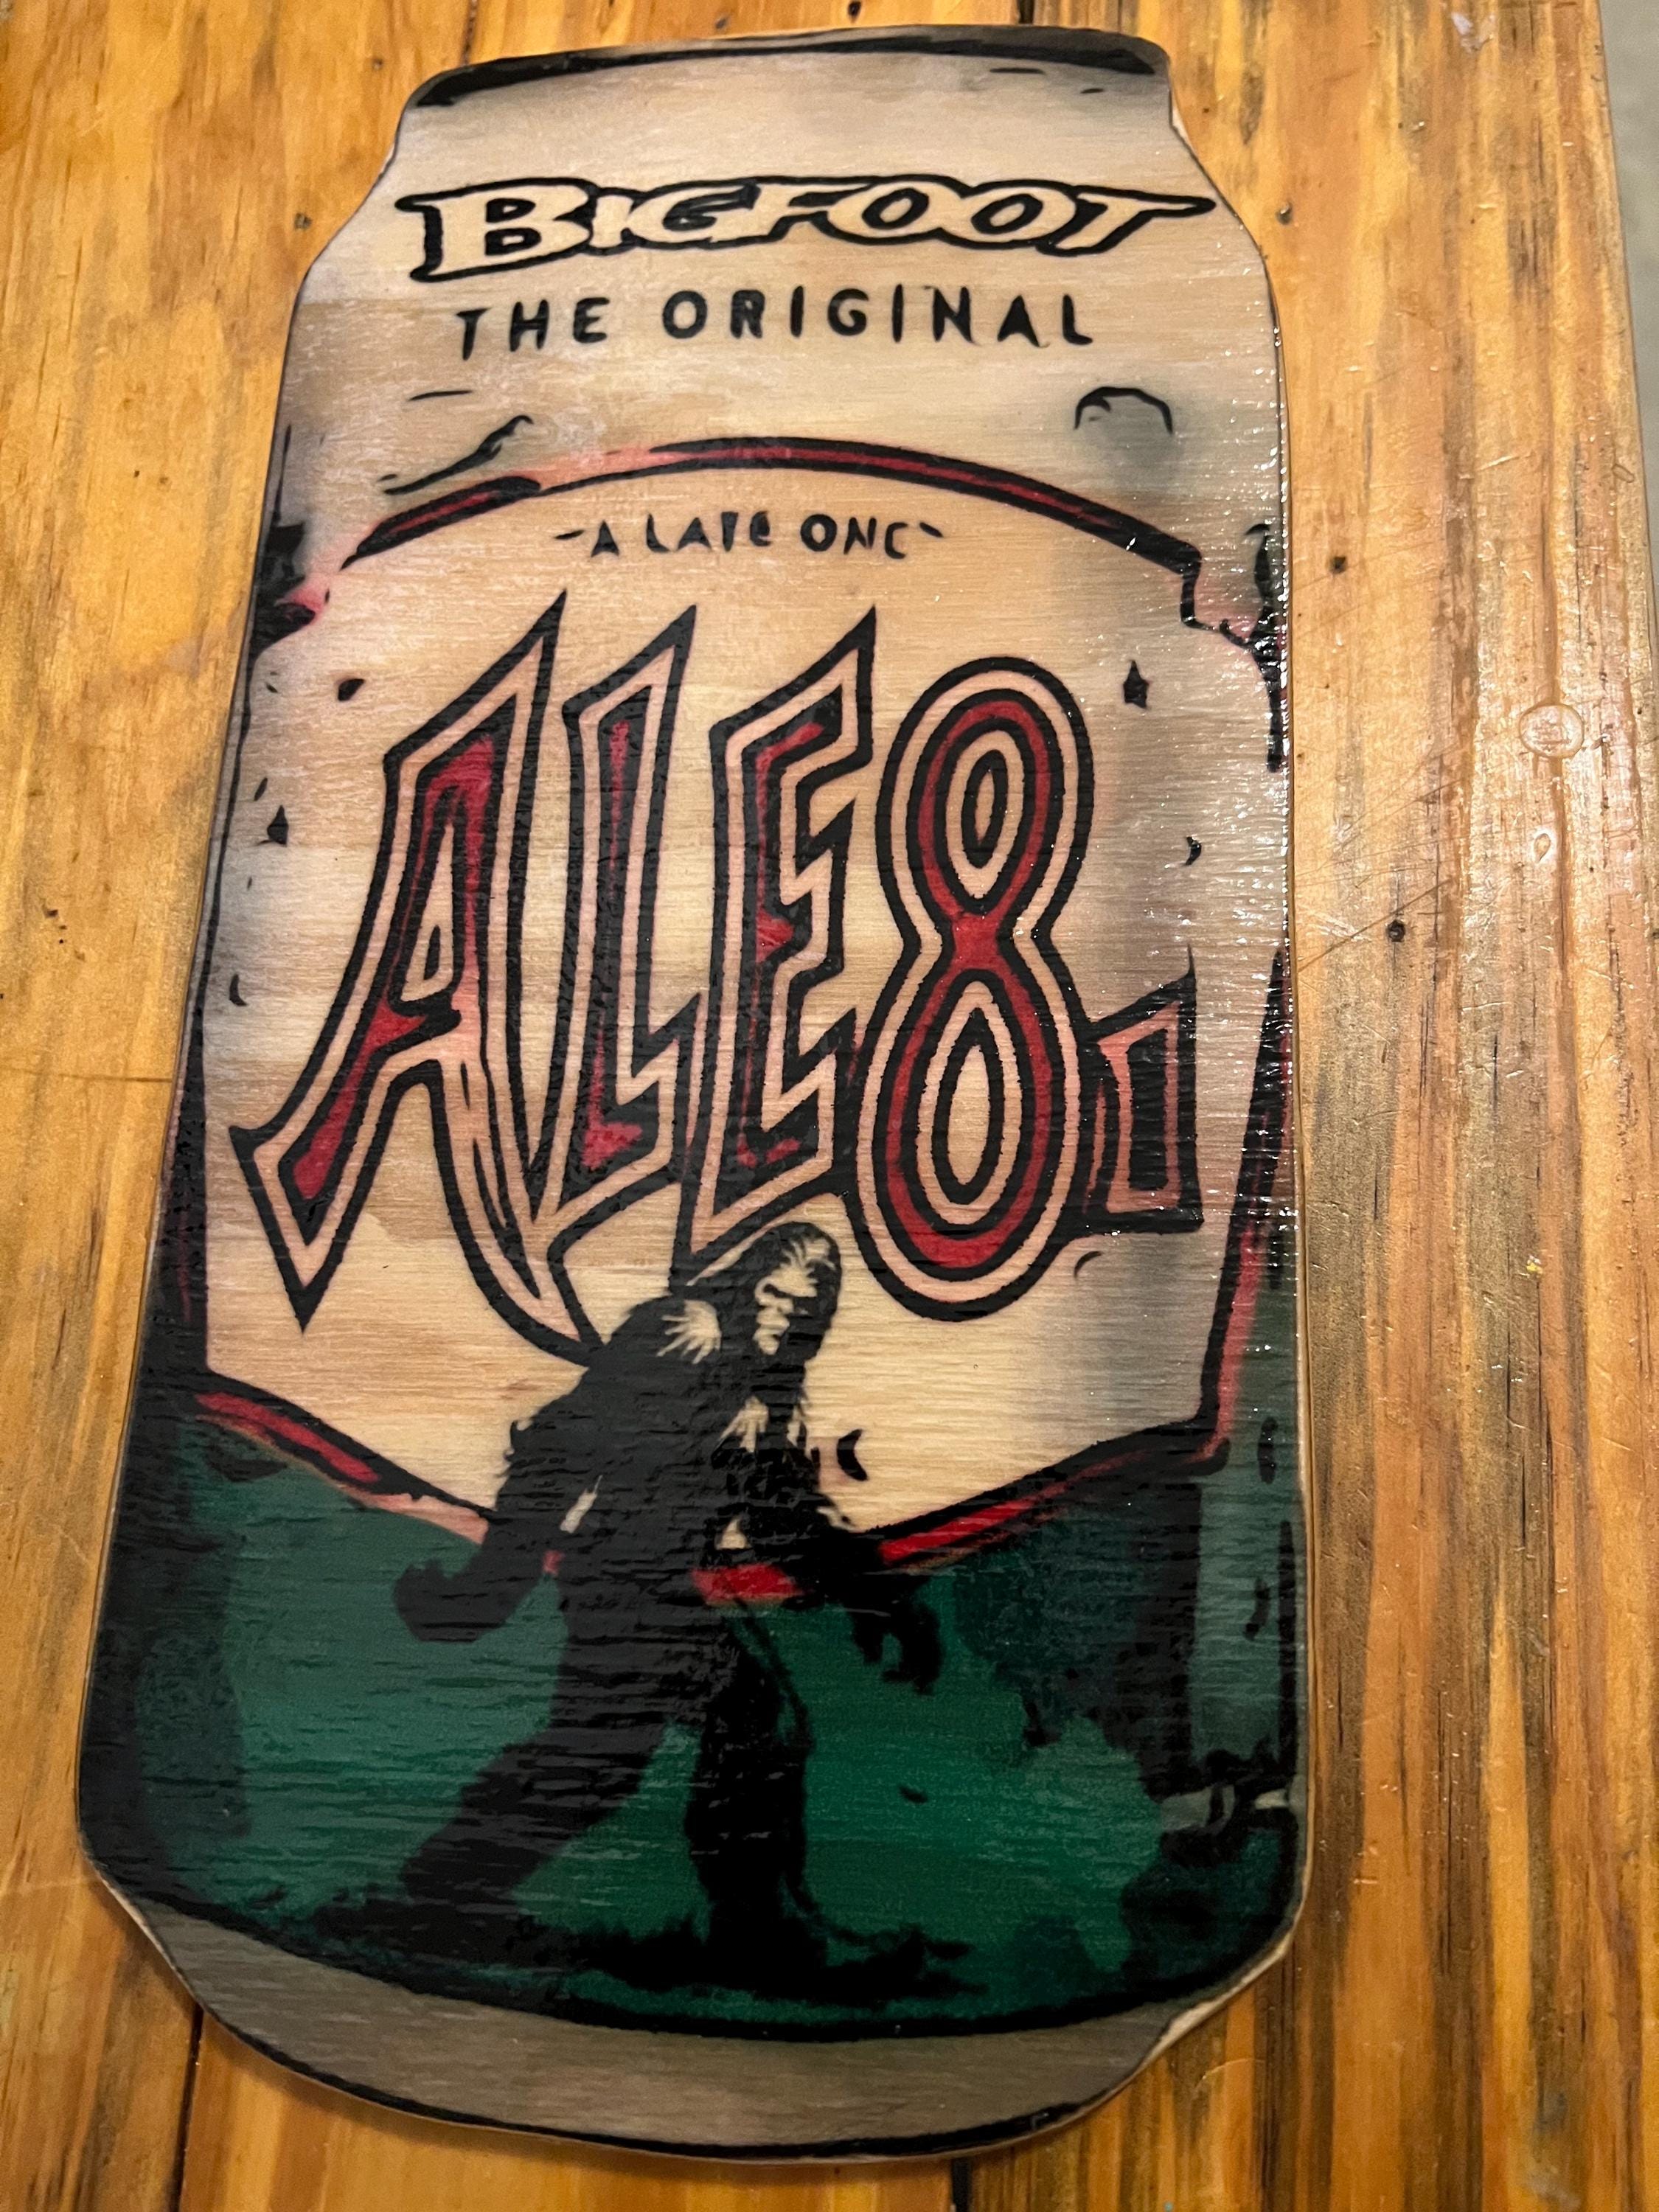 BIGFOOT
THE ORIGINAL
~A LATE ONE~
ALE8